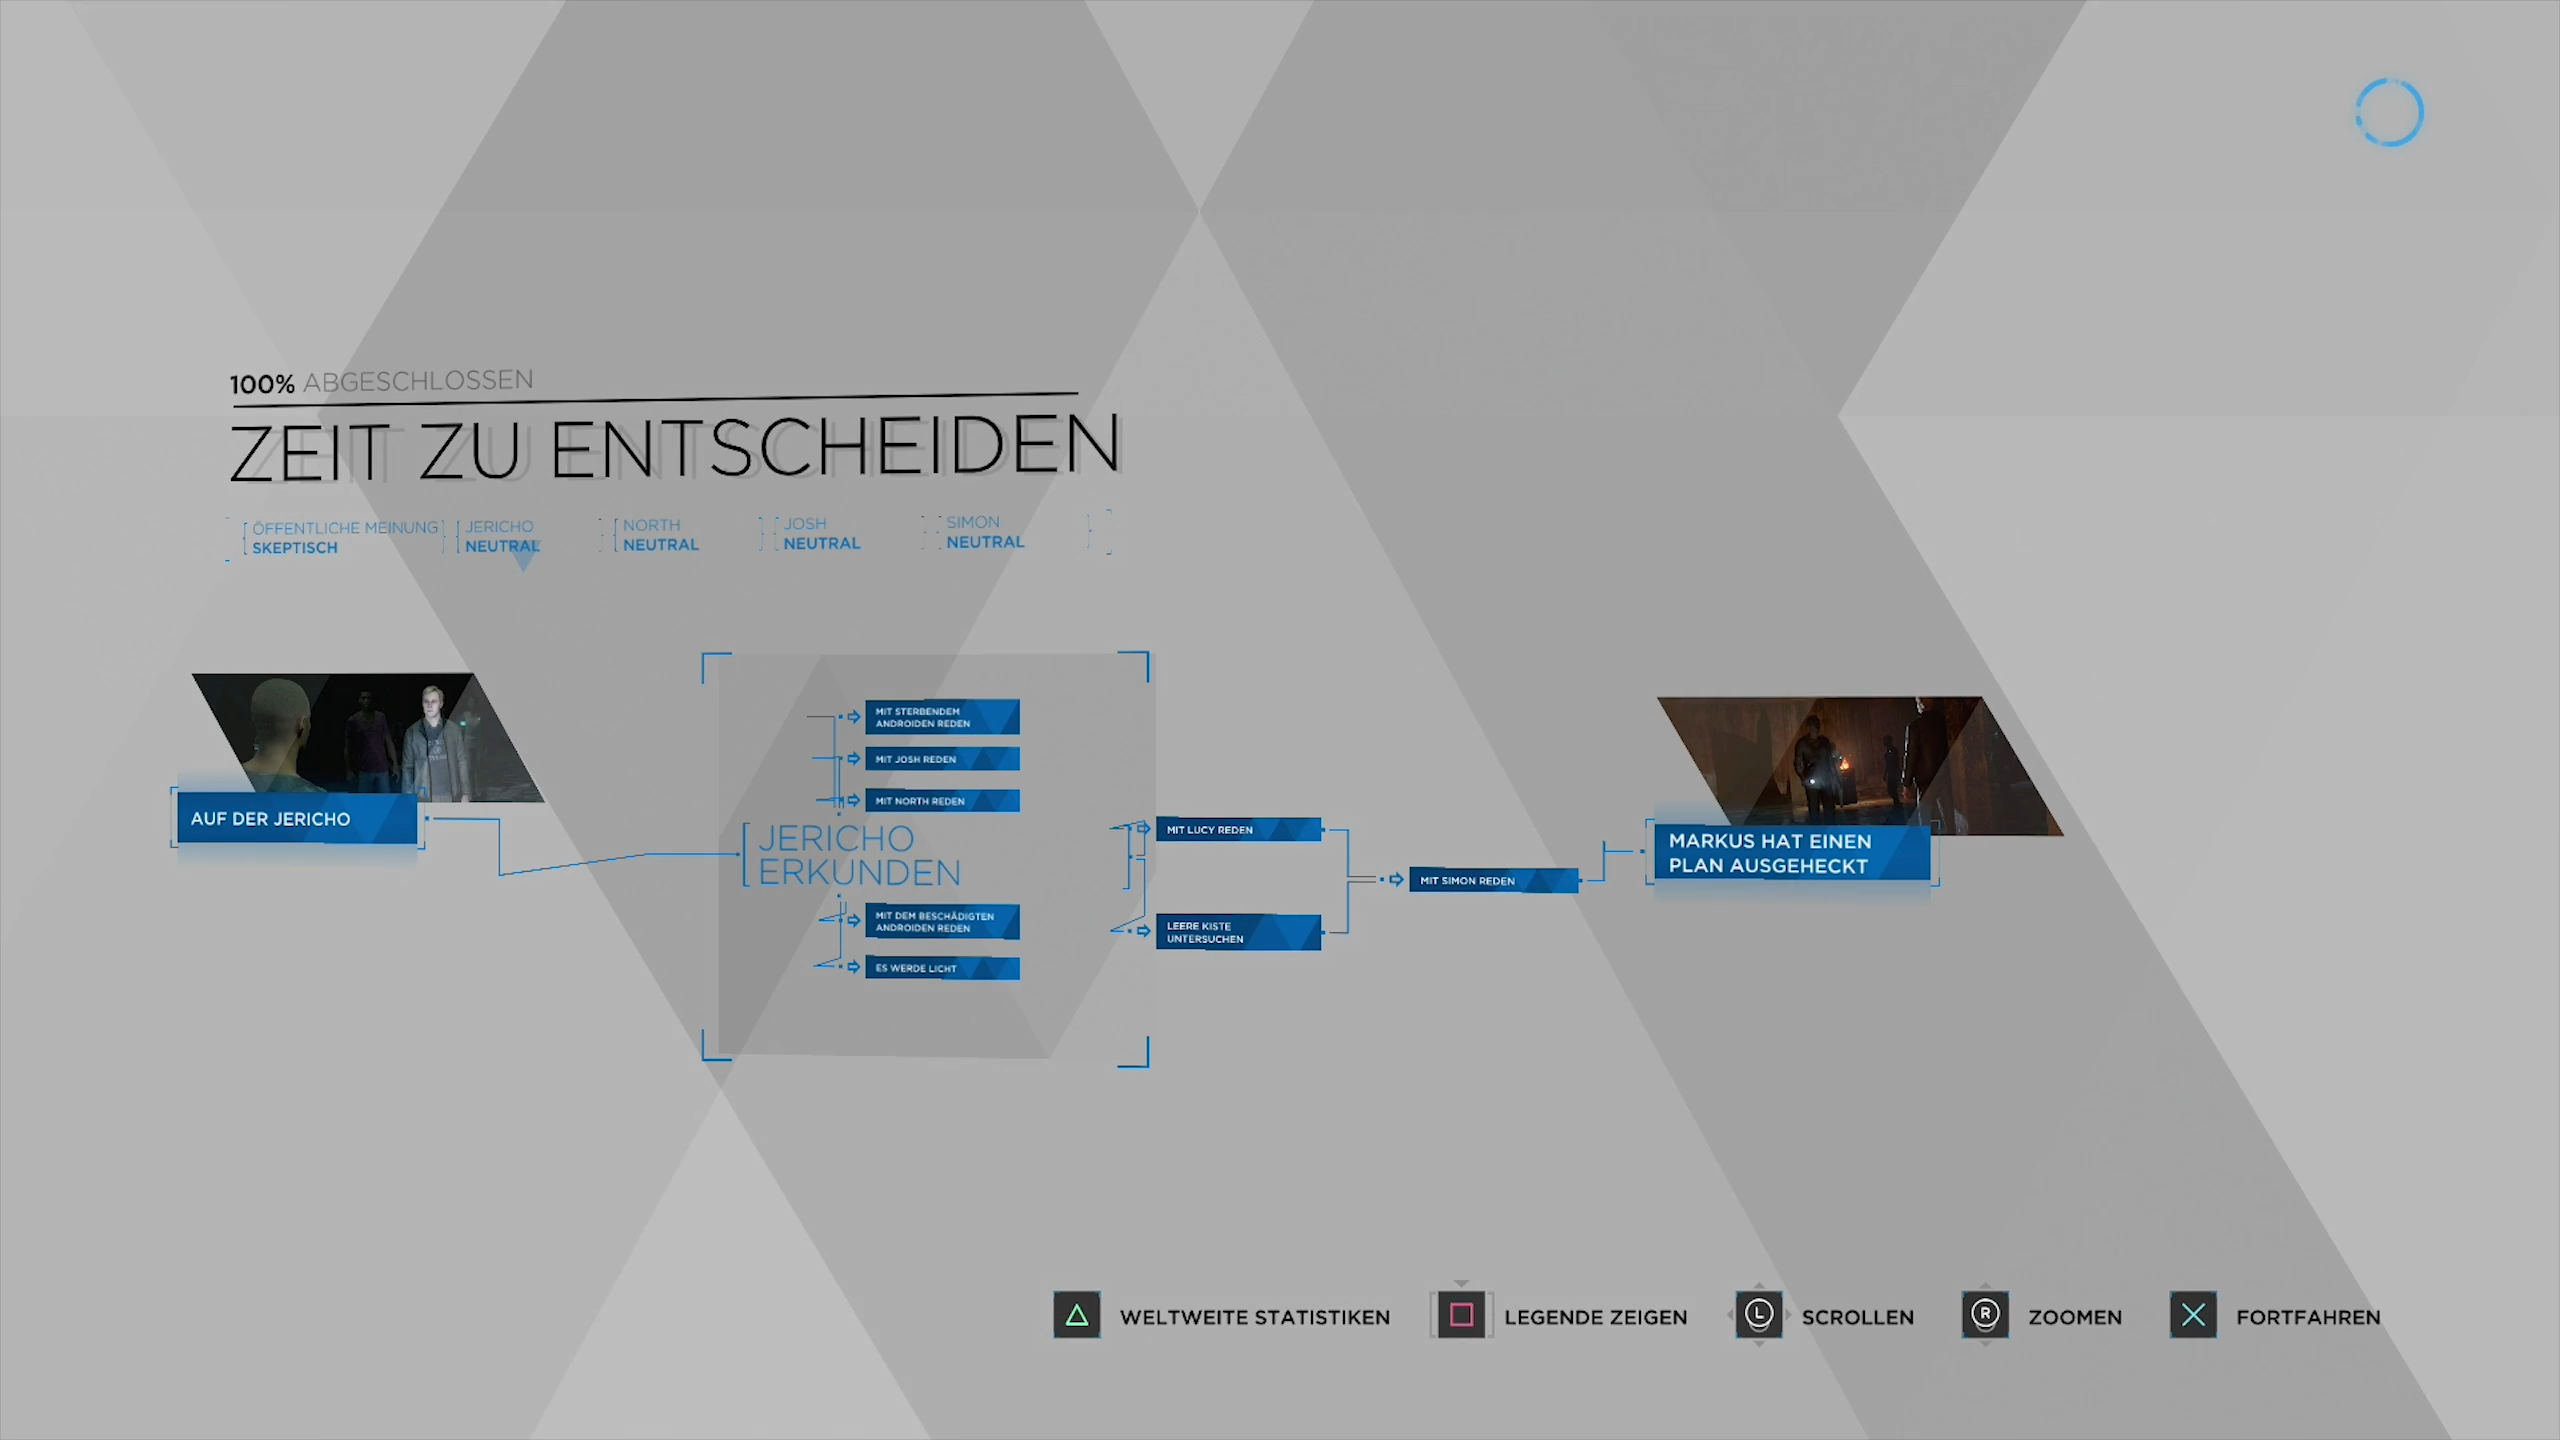 100% ABGESCHLOSSEN
ZEIT ZU ENTSCHEIDEN
ÖFFENTLICHE MEINUNG
SKEPTISCH
JERICHO
NEUTRAL
NORTH
NEUTRAL
JOSH
NEUTRAL
SIMON
NEUTRAL
AUF DER JERICHO
JERICHO
ERKUNDEN
MIT STERBENDEM
ANDROIDEN REDEN
MIT JOSH REDEN
MIT NORTH REDEN
MIT DEM BESCHÄDIGTEN
ANDROIDEN REDEN
ES WERDE LICHT
MIT LUCY REDEN
LEERE KISTE
UNTERSUCHEN
MIT SIMON REDEN
MARKUS HAT EINEN
PLAN AUSGEHECKT
WELTWEITE STATISTIKEN
LEGENDE ZEIGEN
L SCROLLEN
R ZOOMEN
FORTFAHREN